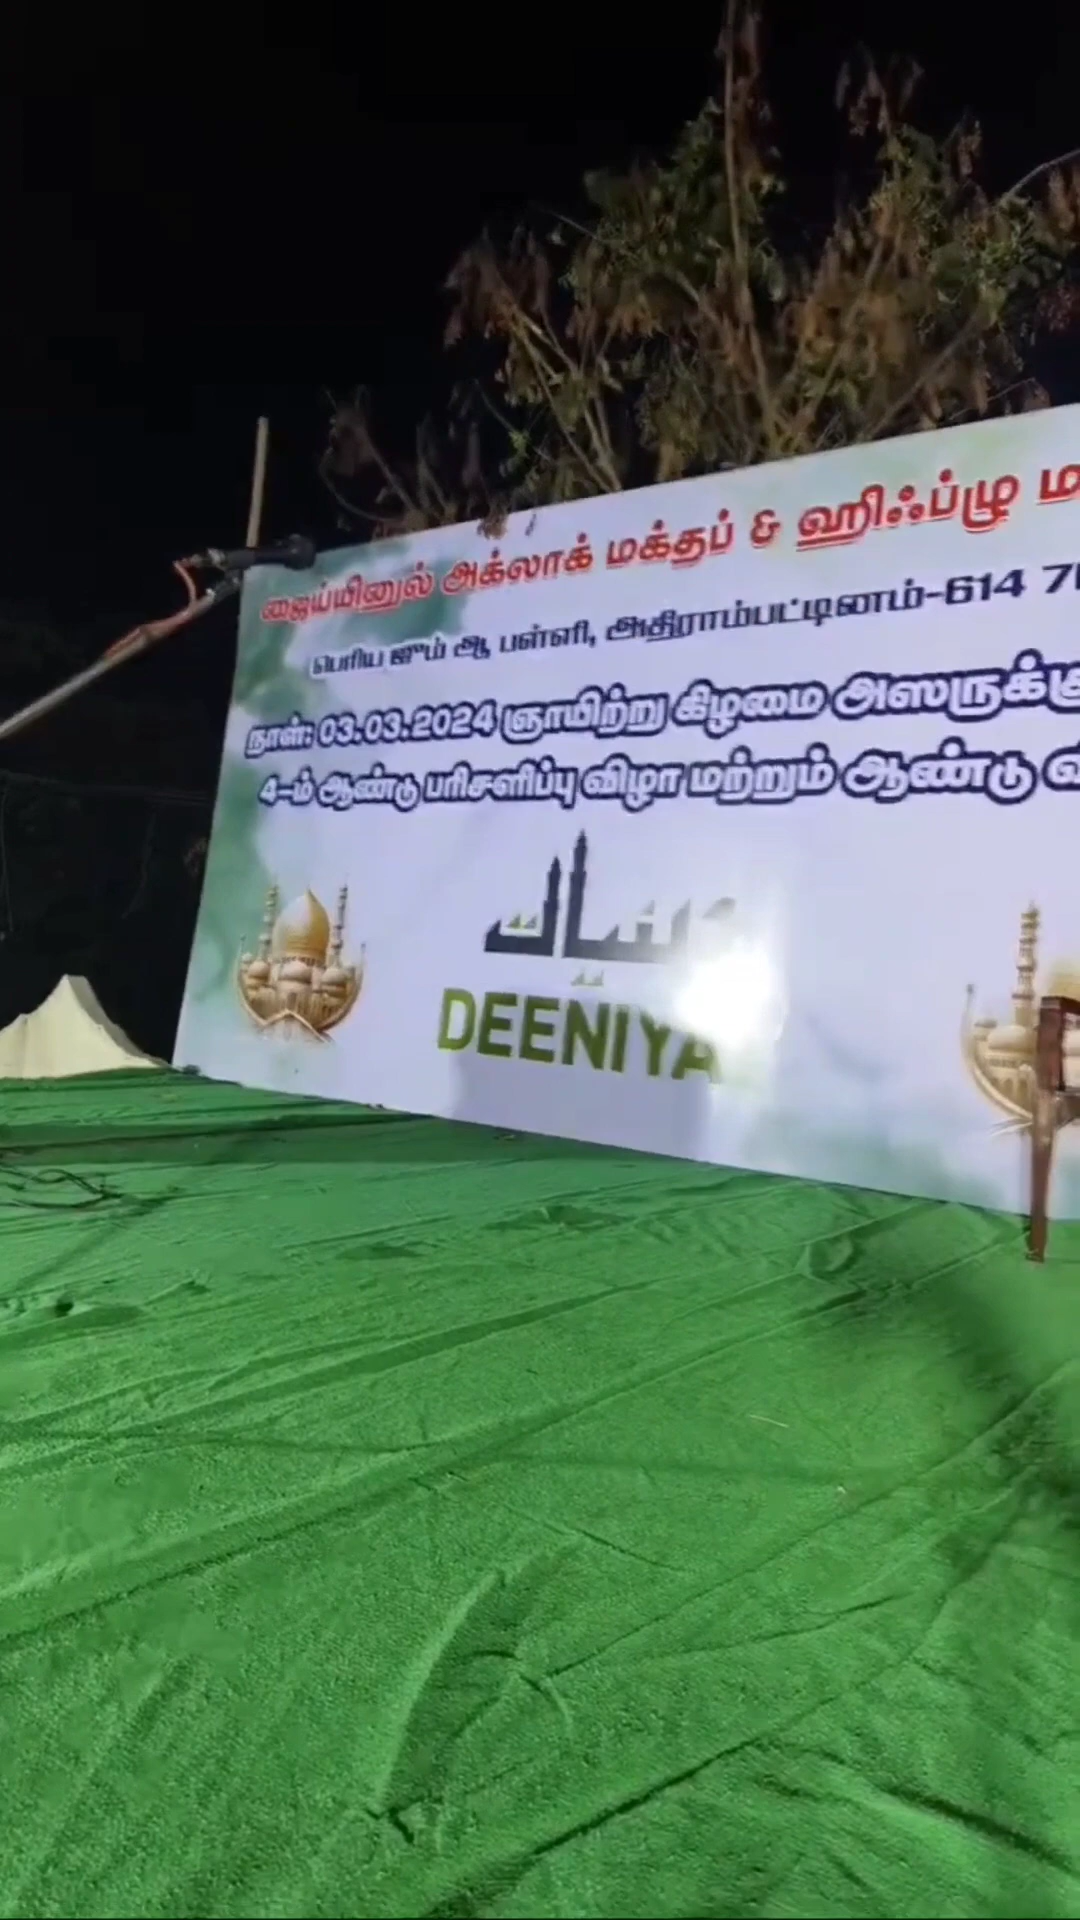 ஜைய்யினுல் அக்லாக் மக்தப் & ஹிஃப்ழு ம
பெரிய ஜும் ஆ பள்ளி, அதிராம்பட்டினம்-614 7
நாள்: 03.03.2024 ஞாயிற்று கிழமை அஸருக்கு
4-ம் ஆண்டு பரிசளிப்பு விழா மற்றும் ஆண்டு வி
DEENIYA